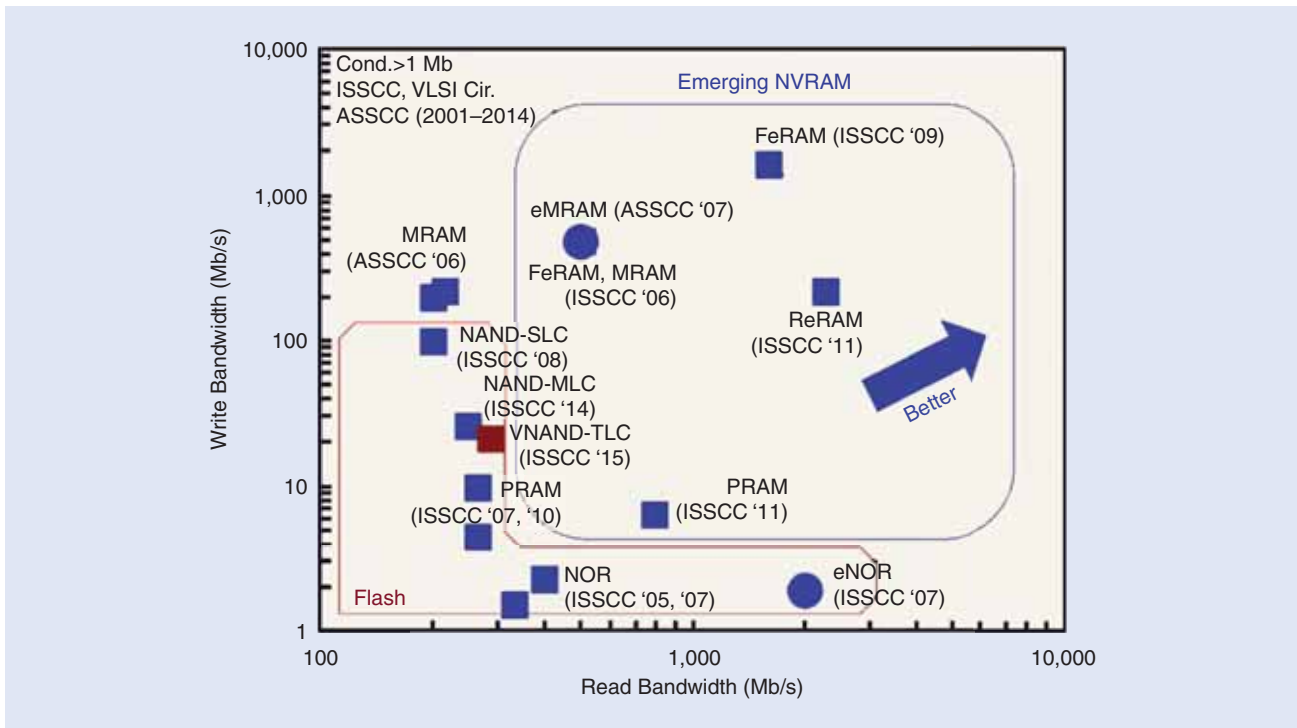 10,000
Cond.>1 Mb
ISSCC, VLSI Cir.
ASSCC (2001–2014)
Emerging NVRAM
FeRAM (ISSCC ‘09)
1,000
eMRAM (ASSCC ‘07)
MRAM
(ASSCC ‘06)
FeRAM, MRAM
(ISSCC ‘06)
ReRAM
(ISSCC ‘11)
100
NAND-SLC
(ISSCC ‘08)
NAND-MLC
(ISSCC ‘14)
Better
VNAND-TLC
(ISSCC ‘15)
10
PRAM
(ISSCC ‘07, ‘10)
PRAM
(ISSCC ‘11)
NOR
(ISSCC ‘05, ‘07)
eNOR
(ISSCC ‘07)
Flash
1
100
1,000
10,000
Read Bandwidth (Mb/s)
Write Bandwidth (Mb/s)